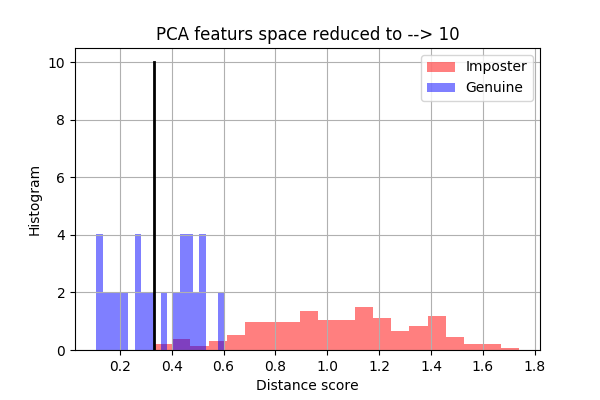 PCA featurs space reduced to --> 10
Imposter
Genuine
10
8
6
4
2
0
Histogram
0.2 0.4 0.6 0.8 1.0 1.2 1.4 1.6 1.8
Distance score